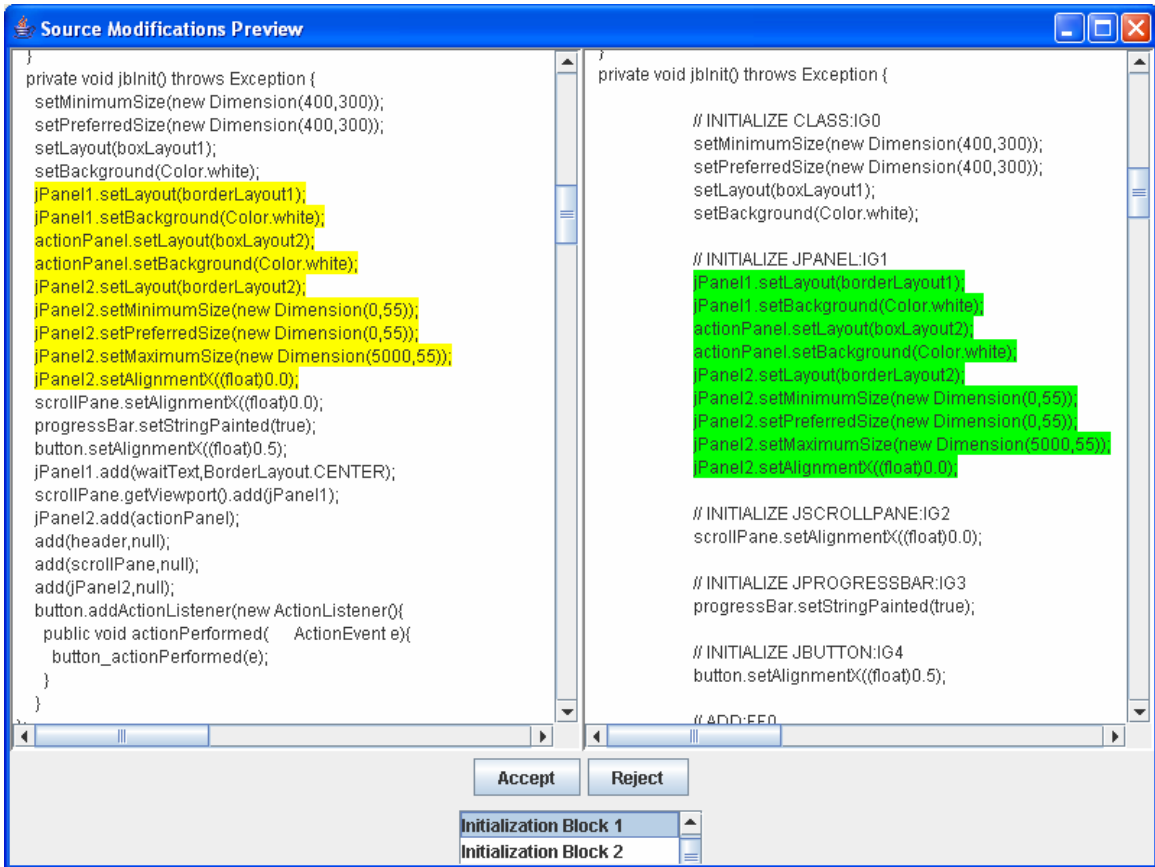 Source Modifications Preview
}
private void jbInit() throws Exception {
setMinimumSize(new Dimension(400,300));
setPreferredSize(new Dimension(400,300));
setLayout(boxLayout1);
setBackground(Color.white);
jPanel1.setLayout(borderLayout1);
jPanel1.setBackground(Color.white);
actionPanel.setLayout(boxLayout2);
actionPanel.setBackground(Color.white);
jPanel2.setLayout(borderLayout2);
jPanel2.setMinimumSize(new Dimension(0,55));
jPanel2.setPreferredSize(new Dimension(0,55));
jPanel2.setMaximumSize(new Dimension(5000,55));
jPanel2.setAlignmentX((float)0.0);
scrollPane.setAlignmentX((float)0.0);
progressBar.setStringPainted(true);
button.setAlignmentX((float)0.5);
jPanel1.add(waitText,BorderLayout.CENTER);
scrollPane.getViewport().add(jPanel1);
jPanel2.add(actionPanel);
add(header,null);
add(scrollPane,null);
add(jPanel2,null);
button.addActionListener(new ActionListener(){
public void actionPerformed( ActionEvent e){
button_actionPerformed(e);
}
}
}
private void jbInit() throws Exception {
// INITIALIZE CLASS:IG0
setMinimumSize(new Dimension(400,300));
setPreferredSize(new Dimension(400,300));
setLayout(boxLayout1);
setBackground(Color.white);
// INITIALIZE JPANEL:IG1
jPanel1.setLayout(borderLayout1);
jPanel1.setBackground(Color.white);
actionPanel.setLayout(boxLayout2);
actionPanel.setBackground(Color.white);
jPanel2.setLayout(borderLayout2);
jPanel2.setMinimumSize(new Dimension(0,55));
jPanel2.setPreferredSize(new Dimension(0,55));
jPanel2.setMaximumSize(new Dimension(5000,55));
jPanel2.setAlignmentX((float)0.0);
// INITIALIZE JSCROLLPANE:IG2
scrollPane.setAlignmentX((float)0.0);
// INITIALIZE JPROGRESSBAR:IG3
progressBar.setStringPainted(true);
// INITIALIZE JBUTTON:IG4
button.setAlignmentX((float)0.5);
// ADD:
Accept Reject
Initialization Block 1
Initialization Block 2